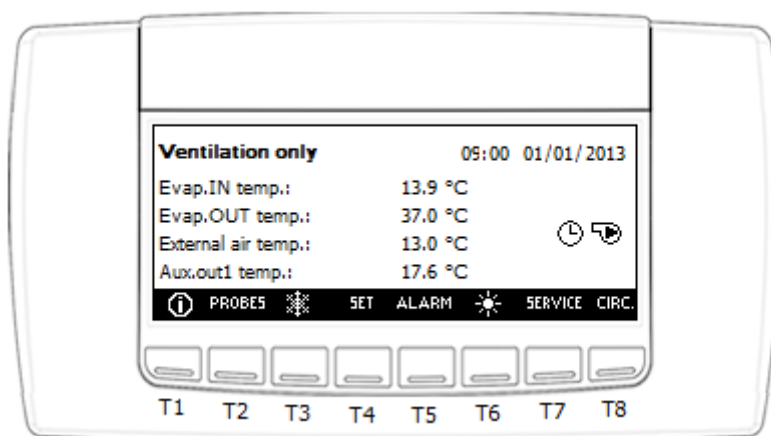 Ventilation only 09:00 01/01/2013
Evap.IN temp.: 13.9 °C
Evap.OUT temp.: 37.0 °C
External air temp.: 13.0 °C
Aux.out1 temp.: 17.6 °C
PROBES SET ALARM SERVICE CIRC.
T1 T2 T3 T4 T5 T6 T7 T8